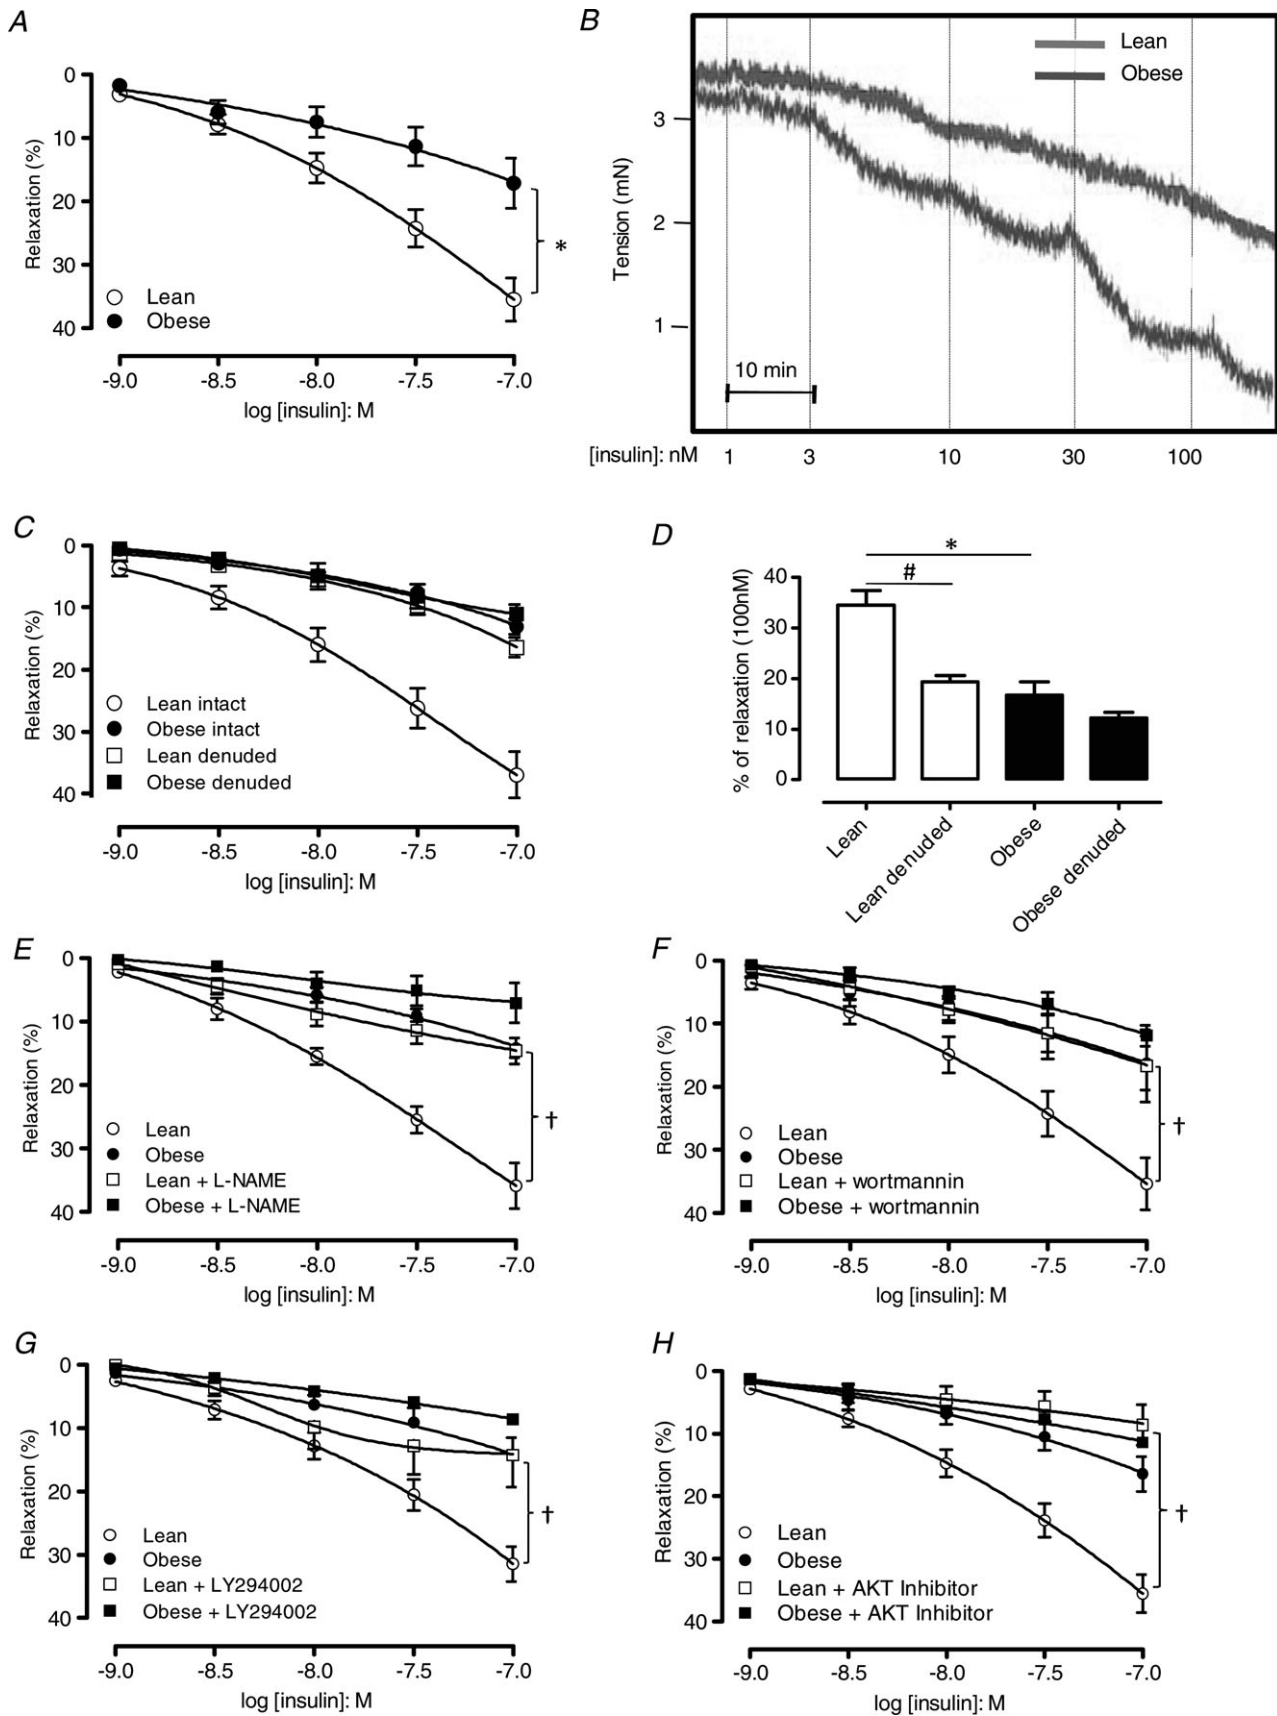 A
0
10
20
30
40
Relaxation (%)
Lean
Obese
*
-9.0 -8.5 -8.0 -7.5 -7.0
log [insulin]: M
B
Lean
Obese
3
2
1
Tension (mN)
10 min
[insulin]: nM 1 3 10 30 100
C
0
10
20
30
40
Relaxation (%)
Lean intact
Obese intact
Lean denuded
Obese denuded
-9.0 -8.5 -8.0 -7.5 -7.0
log [insulin]: M
D
*
#
40
30
20
10
0
% of relaxation (100nM)
Lean
Lean denuded
Obese
Obese denuded
E
0
10
20
30
40
Relaxation (%)
Lean
Obese
Lean + L-NAME
Obese + L-NAME
†
-9.0 -8.5 -8.0 -7.5 -7.0
log [insulin]: M
F
0
10
20
30
40
Relaxation (%)
Lean
Obese
Lean + wortmannin
Obese + wortmannin
†
-9.0 -8.5 -8.0 -7.5 -7.0
log [insulin]: M
G
0
10
20
30
40
Relaxation (%)
Lean
Obese
Lean + LY294002
Obese + LY294002
†
-9.0 -8.5 -8.0 -7.5 -7.0
log [insulin]: M
H
0
10
20
30
40
Relaxation (%)
Lean
Obese
Lean + AKT Inhibitor
Obese + AKT Inhibitor
†
-9.0 -8.5 -8.0 -7.5 -7.0
log [insulin]: M